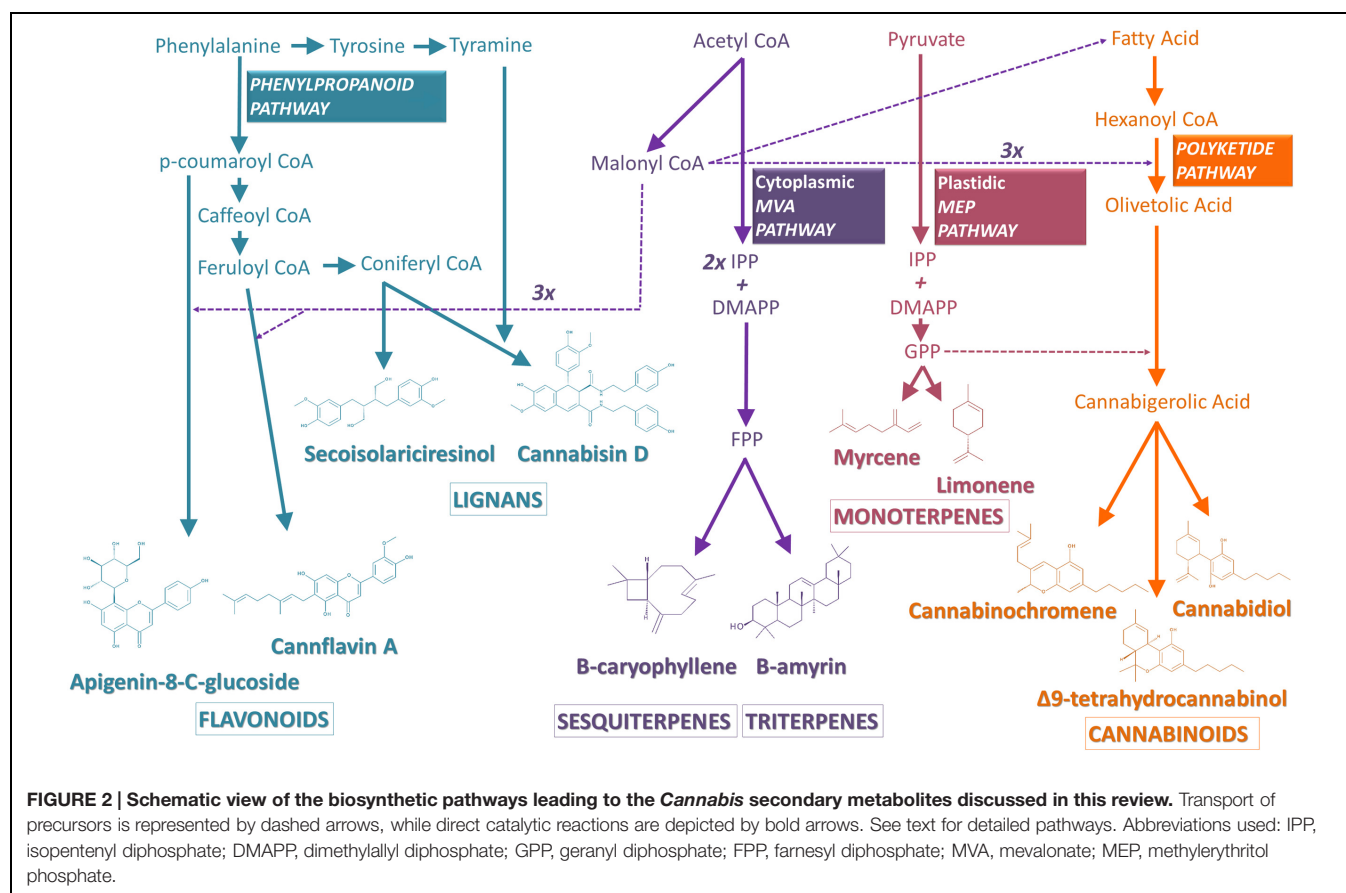 Phenylalanine Tyrosine Tyramine
Acetyl CoA
Pyruvate
Fatty Acid
PHENYLPROPANOID
PATHWAY
Hexanoyl CoA
p-coumaroyl CoA
Malonyl CoA
3x
POLYKETIDE
PATHWAY
Cytoplasmic
MVA
PATHWAY
Plastidic
MEP
PATHWAY
Caffeoyl CoA
Olivetolic Acid
Feruloyl CoA Coniferyl CoA
2x IPP
+
DMAPP
IPP
+
DMAPP
3x
GPP
Cannabigerolic Acid
Secoisolariciresinol
Cannabisin D
FPP
Myrcene
Limonene
LIGNANS
MONOTERPENES
Cannflavin A
Apigenin-8-C-glucoside
FLAVONOIDS
B-caryophyllene
B-amyrin
SESQUITERPENES
TRITERPENES
Cannabinochromene
Cannabidiol
Δ9-tetrahydrocannabinol
CANNABINOIDS
FIGURE 2 | Schematic view of the biosynthetic pathways leading to the Cannabis secondary metabolites discussed in this review. Transport of
precursors is represented by dashed arrows, while direct catalytic reactions are depicted by bold arrows. See text for detailed pathways. Abbreviations used: IPP,
isopentenyl diphosphate; DMAPP, dimethylallyl diphosphate; GPP, geranyl diphosphate; FPP, farnesyl diphosphate; MVA, mevalonate; MEP, methylerythritol
phosphate.